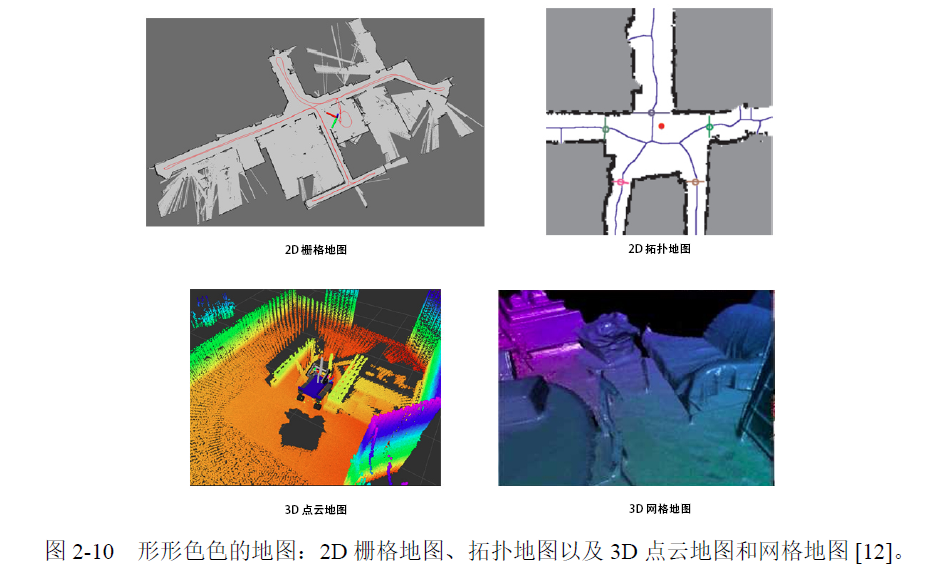 2D 栅格地图
2D 拓扑地图
3D 点云地图
3D 网格地图
图 2-10 形形色色的地图：2D 栅格地图、拓扑地图以及 3D 点云地图和网格地图 [12]。